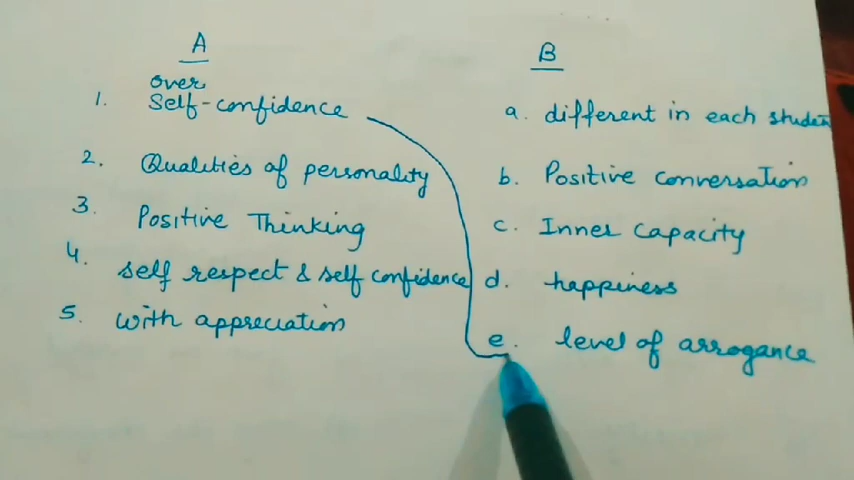 A
over
1. Self-confidence
2. Qualities of personality
3. Positive Thinking
4. self respect & self confidence
5. with appreciation
B
a. different in each studen
b. Positive conversation
c. Inner capacity
d. happiness
e. level of arrogance